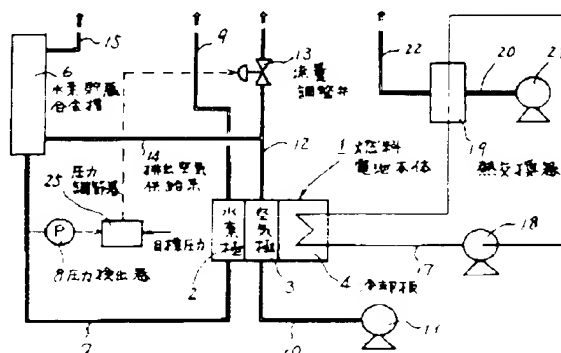 15
6
水素貯蔵
合金槽
9
13
流量
調整弁
22
20
21
19
熱交換器
14
排出空気
供給系
12
1 燃料
電池本体
圧力
調節器
25
P
8 圧力検出器
目標圧力
水素極
空気極
2
3
4
冷却板
17
18
7
10
11